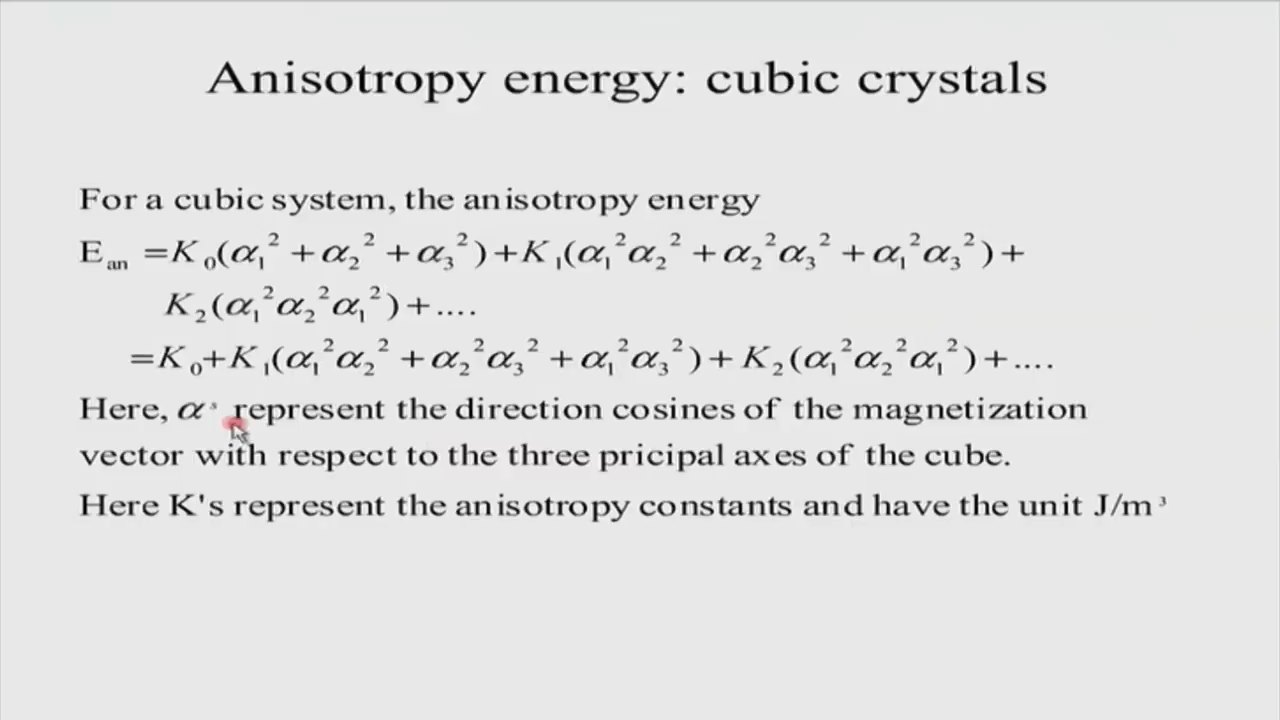 Anisotropy energy: cubic crystals
For a cubic system, the anisotropy energy
E_an =K_0(α_1^2 +α_2^2 +α_3^2)+K_1(α_1^2α_2^2 +α_2^2α_3^2 +α_1^2α_3^2)+
K_2(α_1^2α_2^2α_1^2)+....
=K_0+K_1(α_1^2α_2^2 +α_2^2α_3^2 +α_1^2α_3^2)+K_2(α_1^2α_2^2α_1^2)+....
Here, α's represent the direction cosines of the magnetization
vector with respect to the three pricipal axes of the cube.
Here K's represent the anisotropy constants and have the unit J/m³